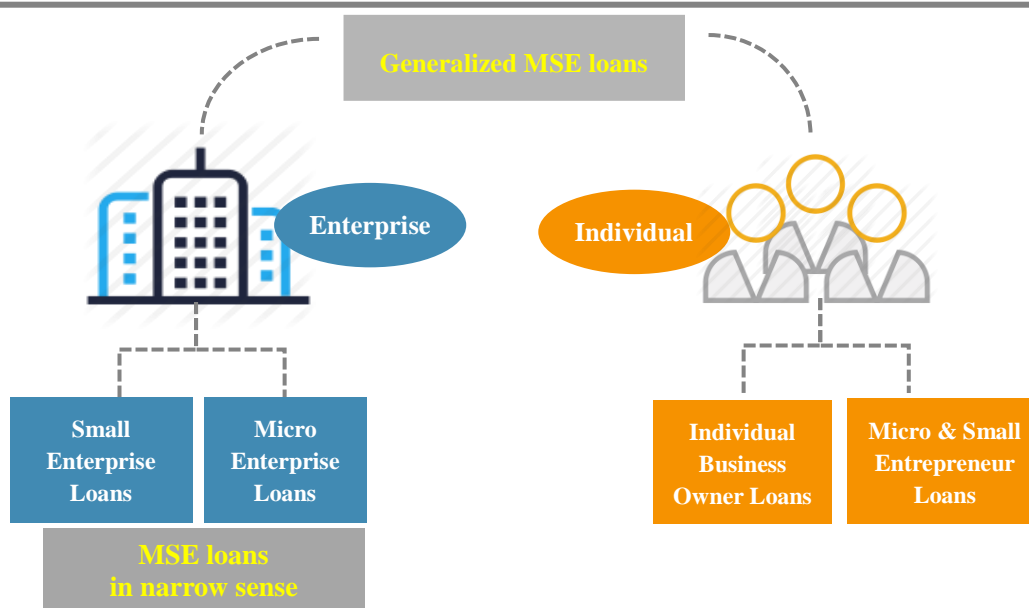 Generalized MSE loans
Enterprise
Individual
Small
Enterprise
Loans
Micro
Enterprise
Loans
Individual
Business
Owner Loans
Micro & Small
Entrepreneur
Loans
MSE loans
in narrow sense